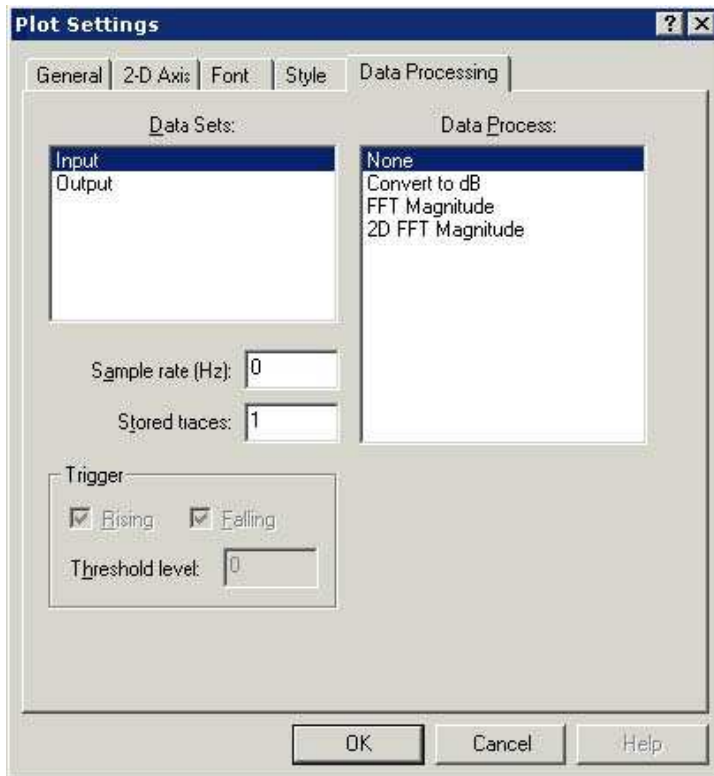 Plot Settings
General 2-D Axis Font Style Data Processing
Data Sets:
Input
Output
Data Process:
None
Convert to dB
FFT Magnitude
2D FFT Magnitude
Sample rate (Hz): 0
Stored traces: 1
Trigger
Rising Falling
Threshold level: 0
OK Cancel Help